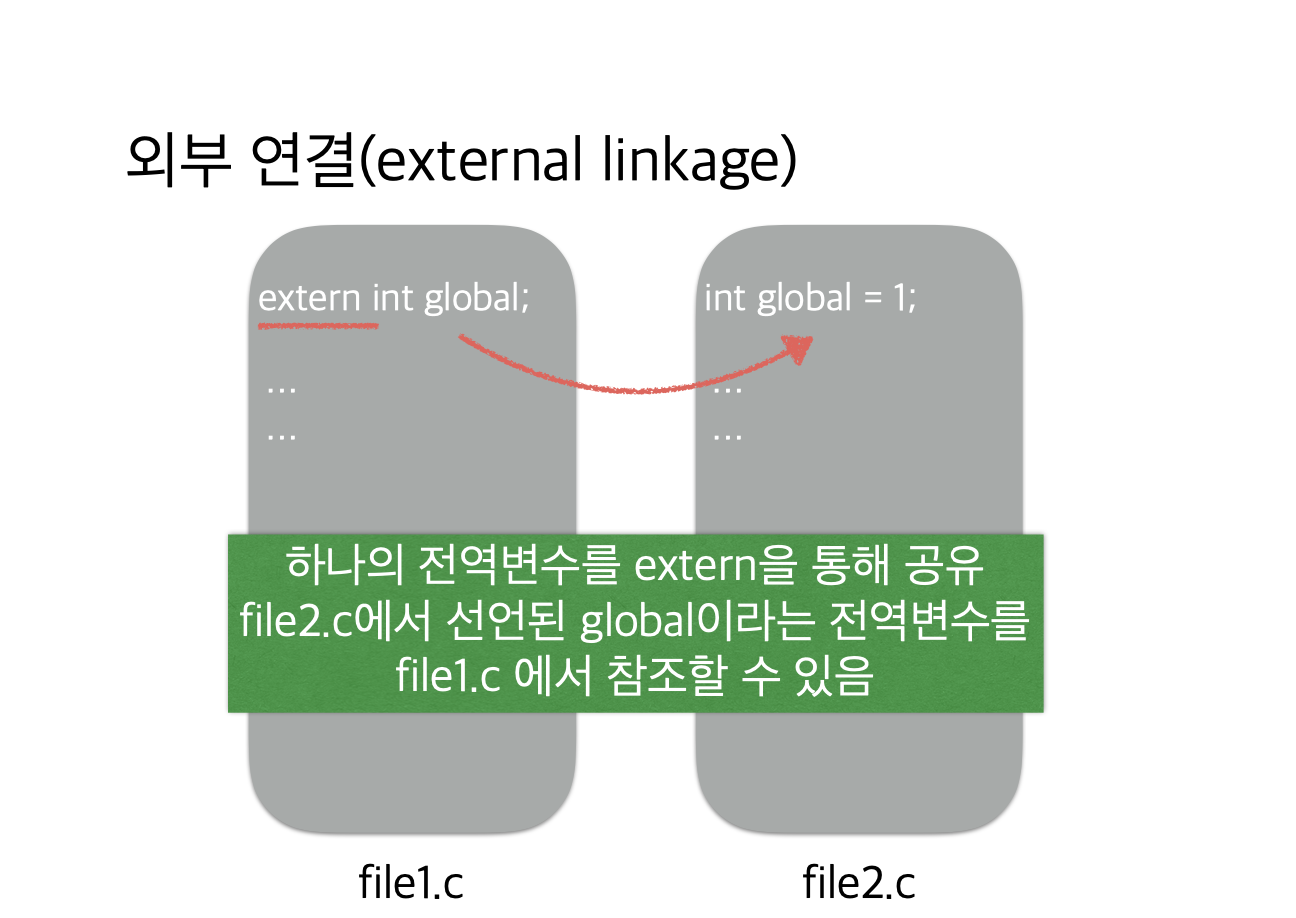 외부 연결(external linkage)
extern int global;
...
...
int global = 1;
...
...
하나의 전역변수를 extern을 통해 공유
file2.c에서 선언된 global이라는 전역변수를
file1.c 에서 참조할 수 있음
file1.c
file2.c